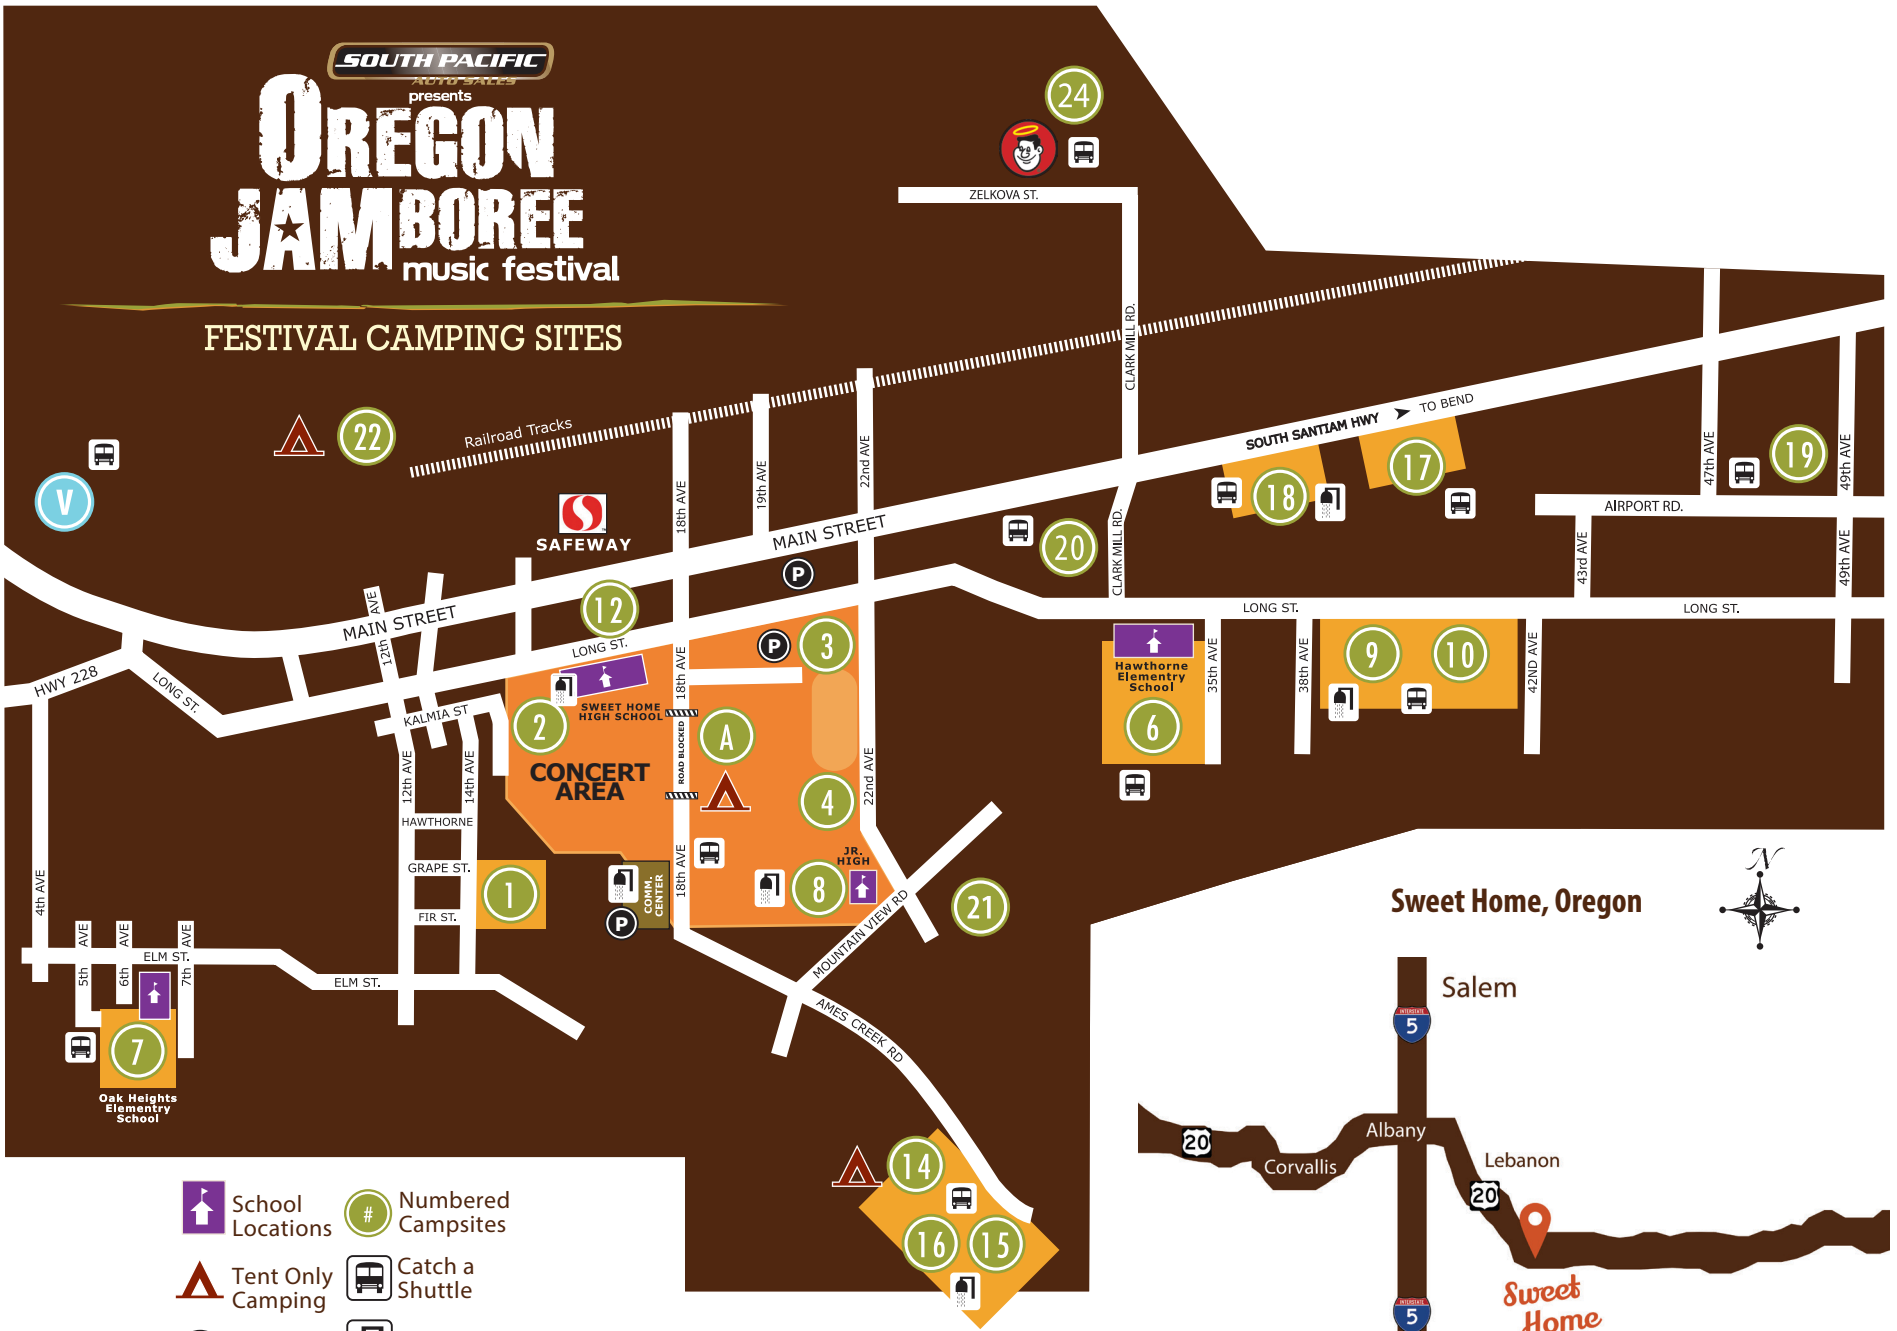 SOUTH PACIFIC
AUTO SALES
presents
OREGON
JAMBOREE
music festival
FESTIVAL CAMPING SITES
24
ZELKOVA ST.
CLARK MILL RD.
Railroad Tracks
22
V
SAFEWAY
18th AVE
19th AVE
22nd AVE
MAIN STREET
SOUTH SANTIAM HWY
TO BEND
17
18
19
47th AVE
49th AVE
AIRPORT RD.
43rd AVE
49th AVE
20
CLARK MILL RD.
P
12
MAIN STREET
12th AVE
LONG ST.
LONG ST.
LONG ST.
HWY 228
LONG ST.
KALMIA ST
P
3
18th AVE
SWEET HOME
HIGH SCHOOL
2
ROAD BLOCKED
A
CONCERT
AREA
4
22nd AVE
Hawthorne
Elementry
School
6
35th AVE
38th AVE
9
10
42ND AVE
12th AVE
14th AVE
HAWTHORNE
GRAPE ST.
FIR ST.
1
COMM.
CENTER
P
18th AVE
JR.
HIGH
8
21
MOUNTAIN VIEW RD
4th AVE
5th AVE
6th AVE
7th AVE
ELM ST.
ELM ST.
7
Oak Heights
Elementry
School
AMES CREEK RD
14
16
15
N
Sweet Home, Oregon
Salem
INTERSTATE
5
Albany
20
Corvallis
Lebanon
20
Sweet
Home
INTERSTATE
5
School
Locations
#
Numbered
Campsites
Tent Only
Camping
Catch a
Shuttle